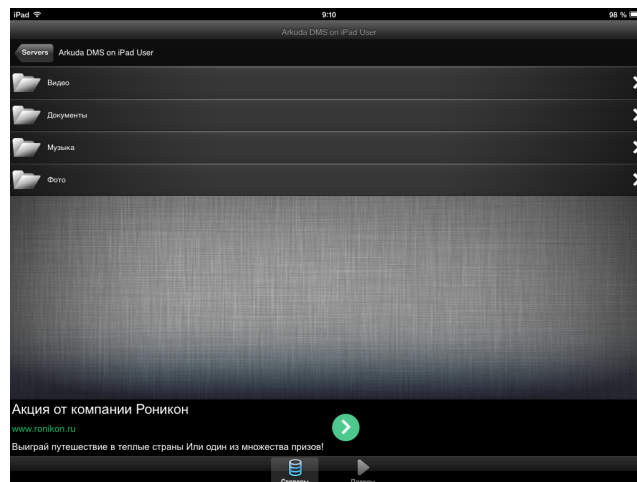 iPad 9:10 98 %
Arkuda DMS on iPad User
Servers Arkuda DMS on iPad User
Видео
Документы
Музыка
Фото
Акция от компании Роникон
www.ronikon.ru
Выиграй путешествие в теплые страны Или один из множества призов!
Серверы